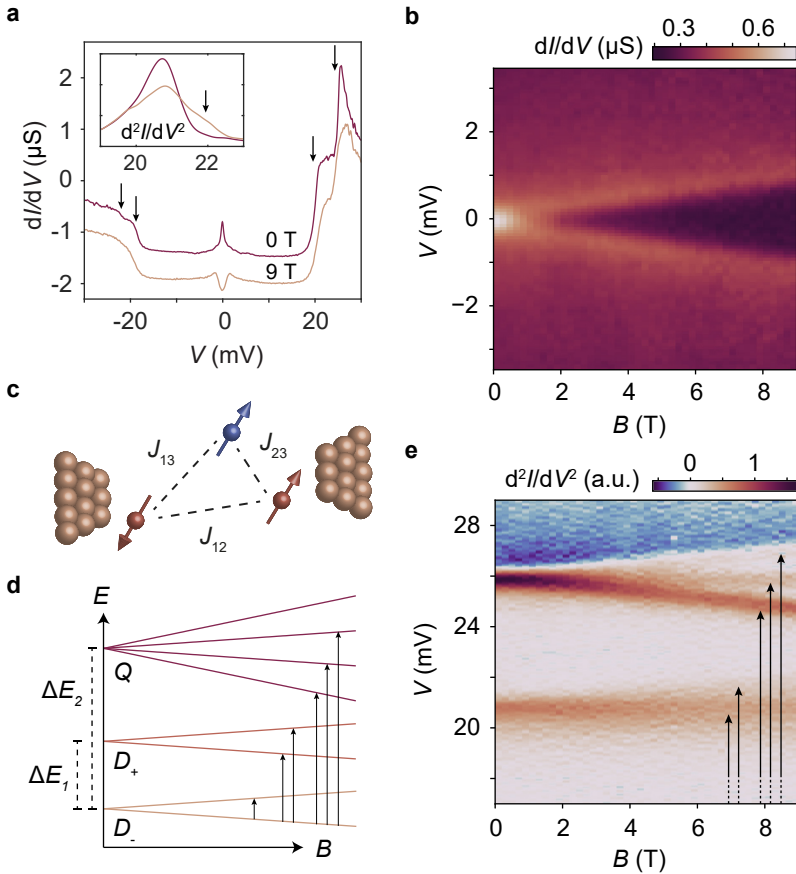 a
dI/dV (μS)
2
1
0
-1
-2
d²I/dV²
20
22
0 T
9 T
-20
0
20
V (mV)
b
dI/dV (μS)
0.3
0.6
V (mV)
2
0
−2
0
2
4
6
8
B (T)
c
J₁₃
J₂₃
J₁₂
d
E
Q
ΔE₂
ΔE₁
D₊
D₋
B
e
d²I/dV² (a.u.)
0
1
V (mV)
28
24
20
0
2
4
6
8
B (T)